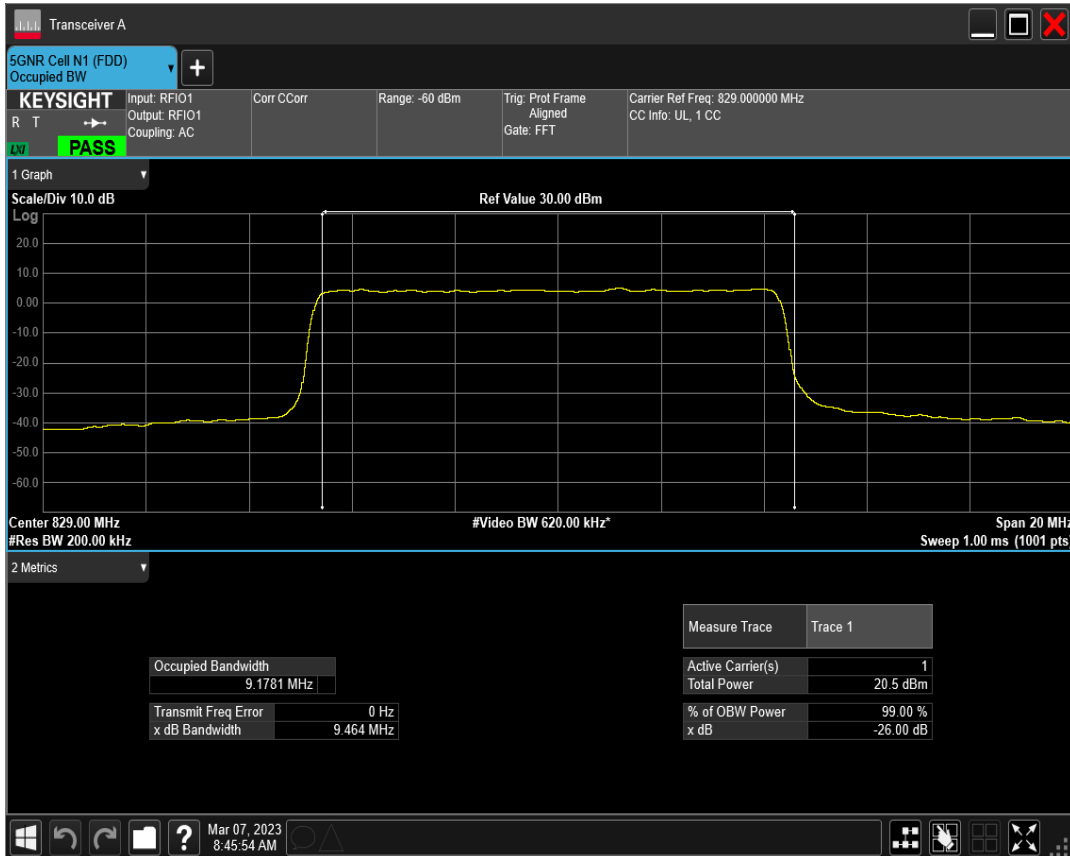 Transceiver A
5GNR Cell N1 (FDD)
Occupied BW
+
KEYSIGHT
R T
LXI
PASS
Input: RFIO1
Output: RFIO1
Coupling: AC
Corr CCorr
Range: -60 dBm
Trig: Prot Frame
Aligned
Gate: FFT
Carrier Ref Freq: 829.000000 MHz
CC Info: UL, 1 CC
1 Graph
Scale/Div 10.0 dB
Ref Value 30.00 dBm
Log
20.0
10.0
0.00
-10.0
-20.0
-30.0
-40.0
-50.0
-60.0
Center 829.00 MHz
#Video BW 620.00 kHz*
Span 20 MHz
#Res BW 200.00 kHz
Sweep 1.00 ms (1001 pts)
2 Metrics
Measure Trace Trace 1
Occupied Bandwidth
9.1781 MHz
Active Carrier(s) 1
Total Power 20.5 dBm
Transmit Freq Error 0 Hz
x dB Bandwidth 9.464 MHz
% of OBW Power 99.00 %
x dB -26.00 dB
?
Mar 07, 2023
8:45:54 AM